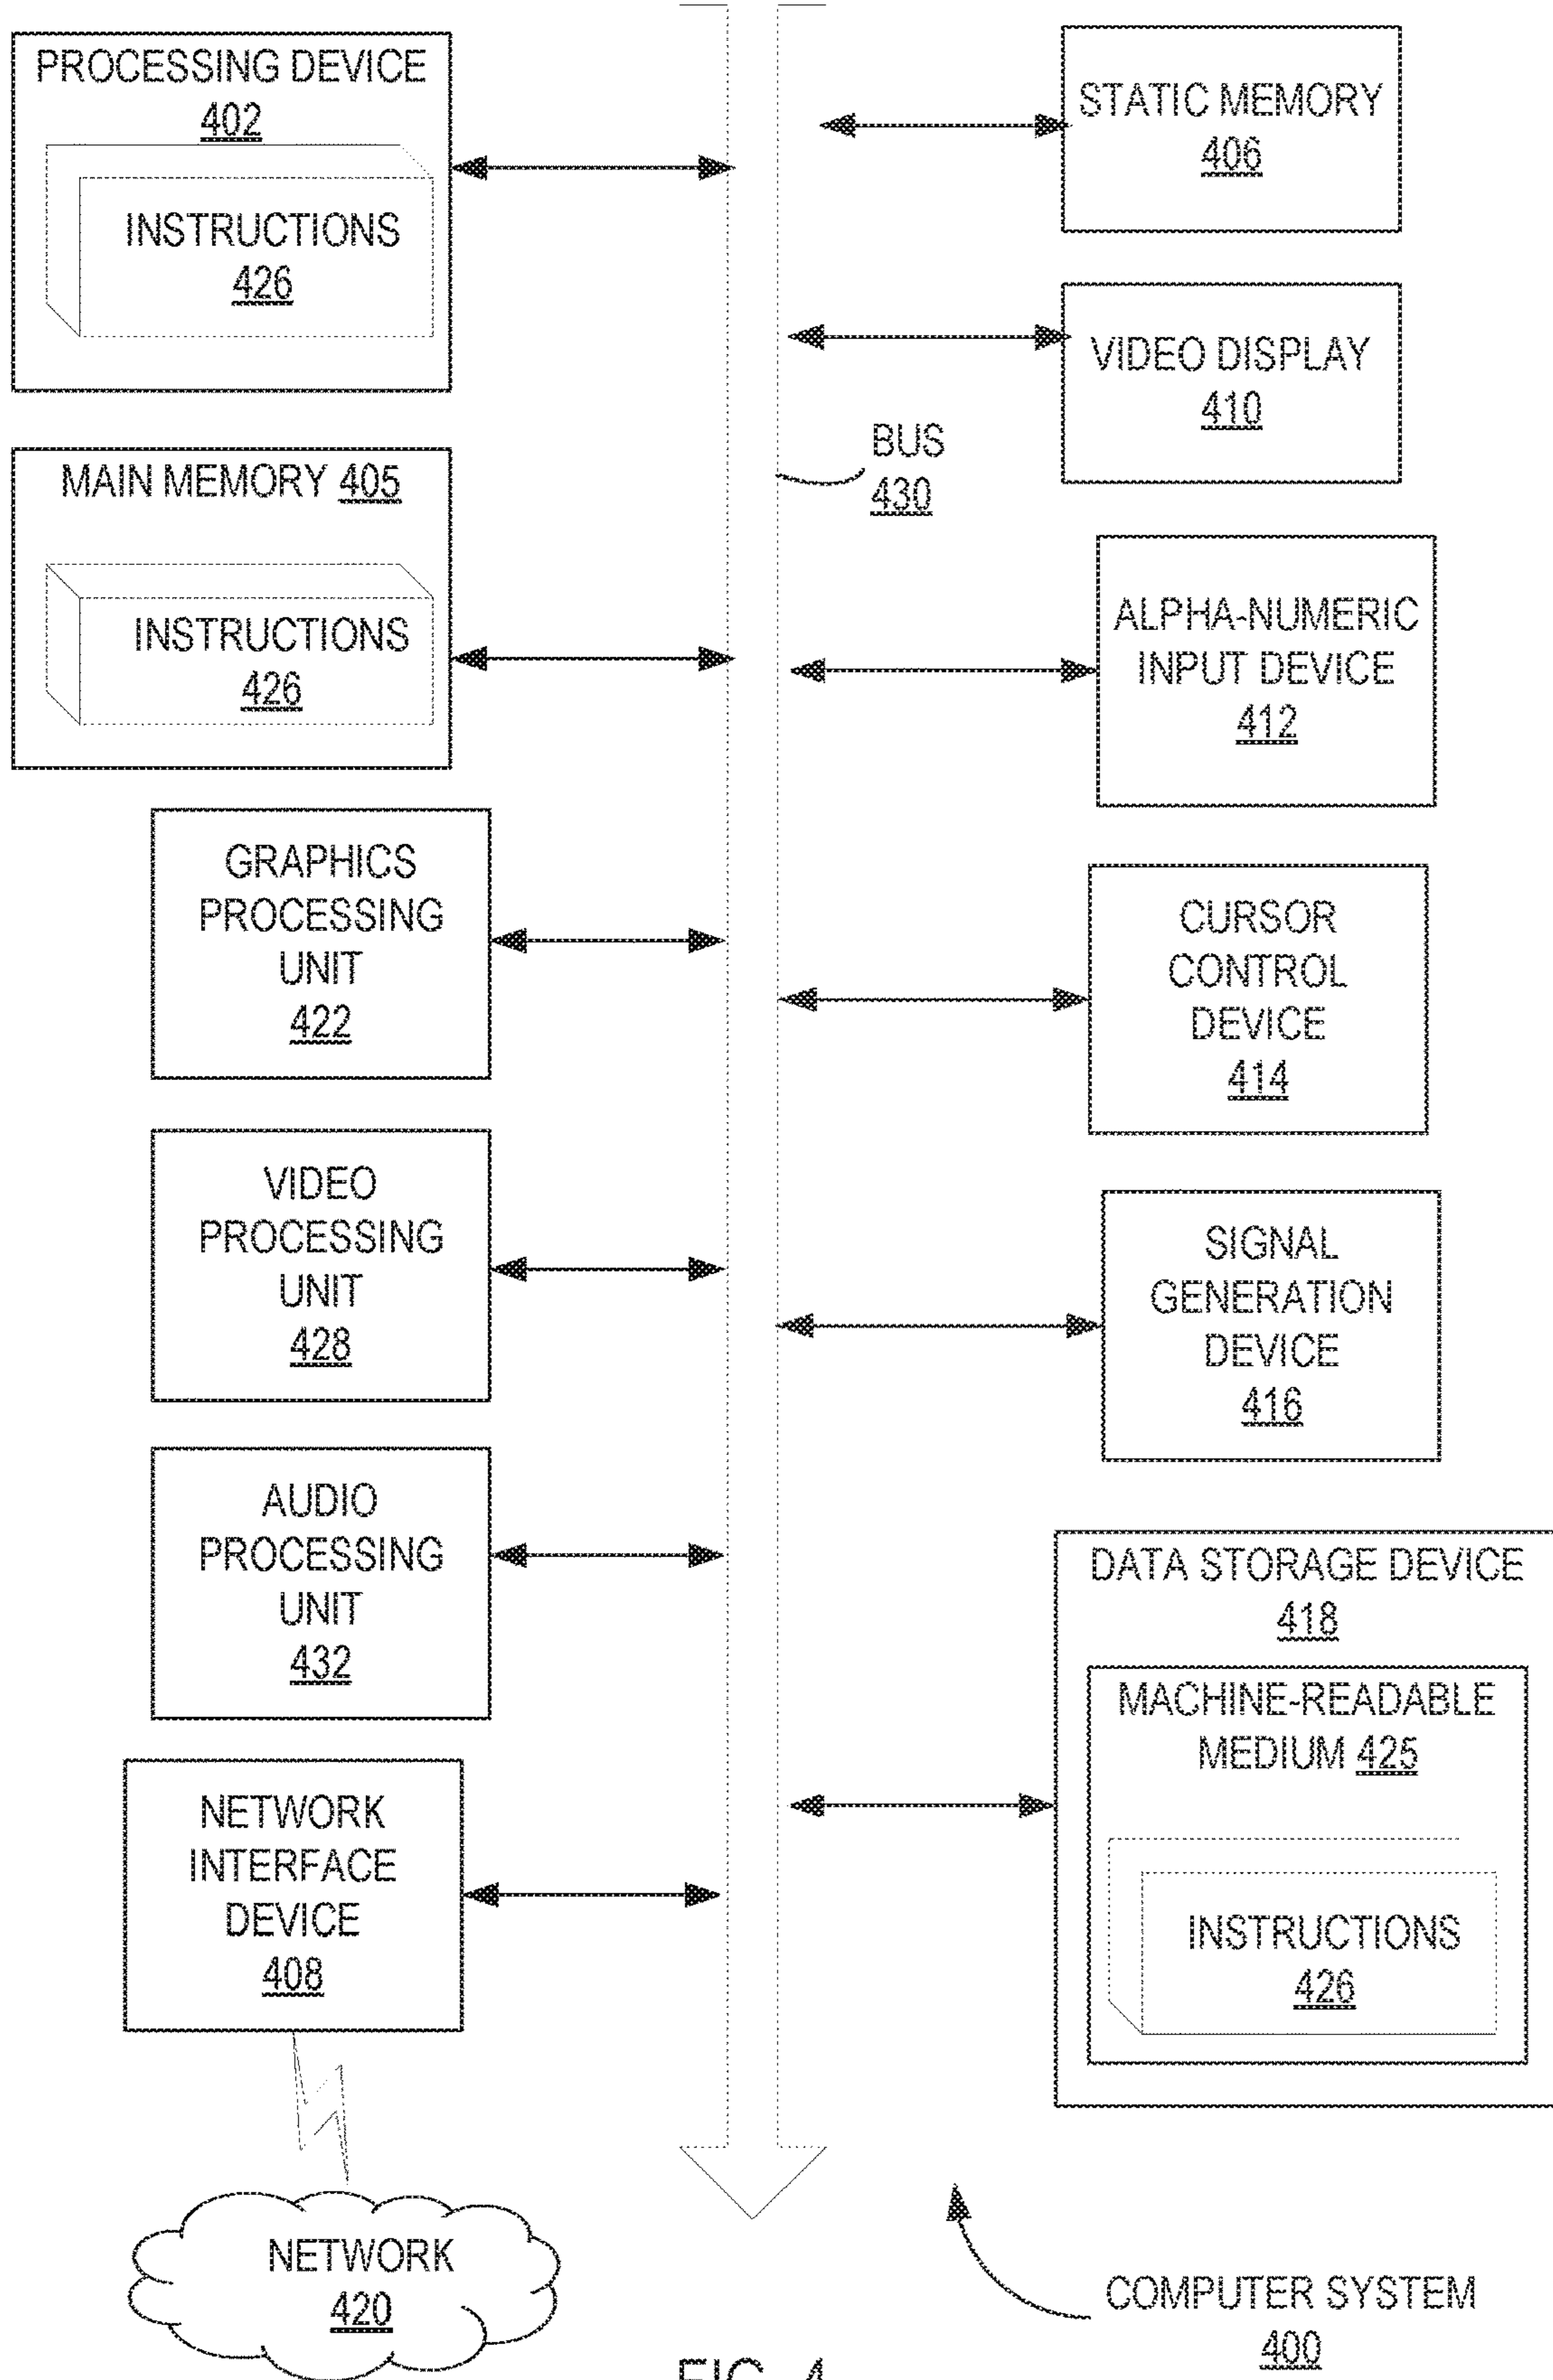 PROCESSING DEVICE
402
INSTRUCTIONS
426
MAIN MEMORY 405
INSTRUCTIONS
426
GRAPHICS
PROCESSING
UNIT
422
VIDEO
PROCESSING
UNIT
428
AUDIO
PROCESSING
UNIT
432
NETWORK
INTERFACE
DEVICE
408
NETWORK
420
BUS
430
STATIC MEMORY
406
VIDEO DISPLAY
410
ALPHA-NUMERIC
INPUT DEVICE
412
CURSOR
CONTROL
DEVICE
414
SIGNAL
GENERATION
DEVICE
416
DATA STORAGE DEVICE
418
MACHINE-READABLE
MEDIUM 425
INSTRUCTIONS
426
COMPUTER SYSTEM
400
FIG. 4